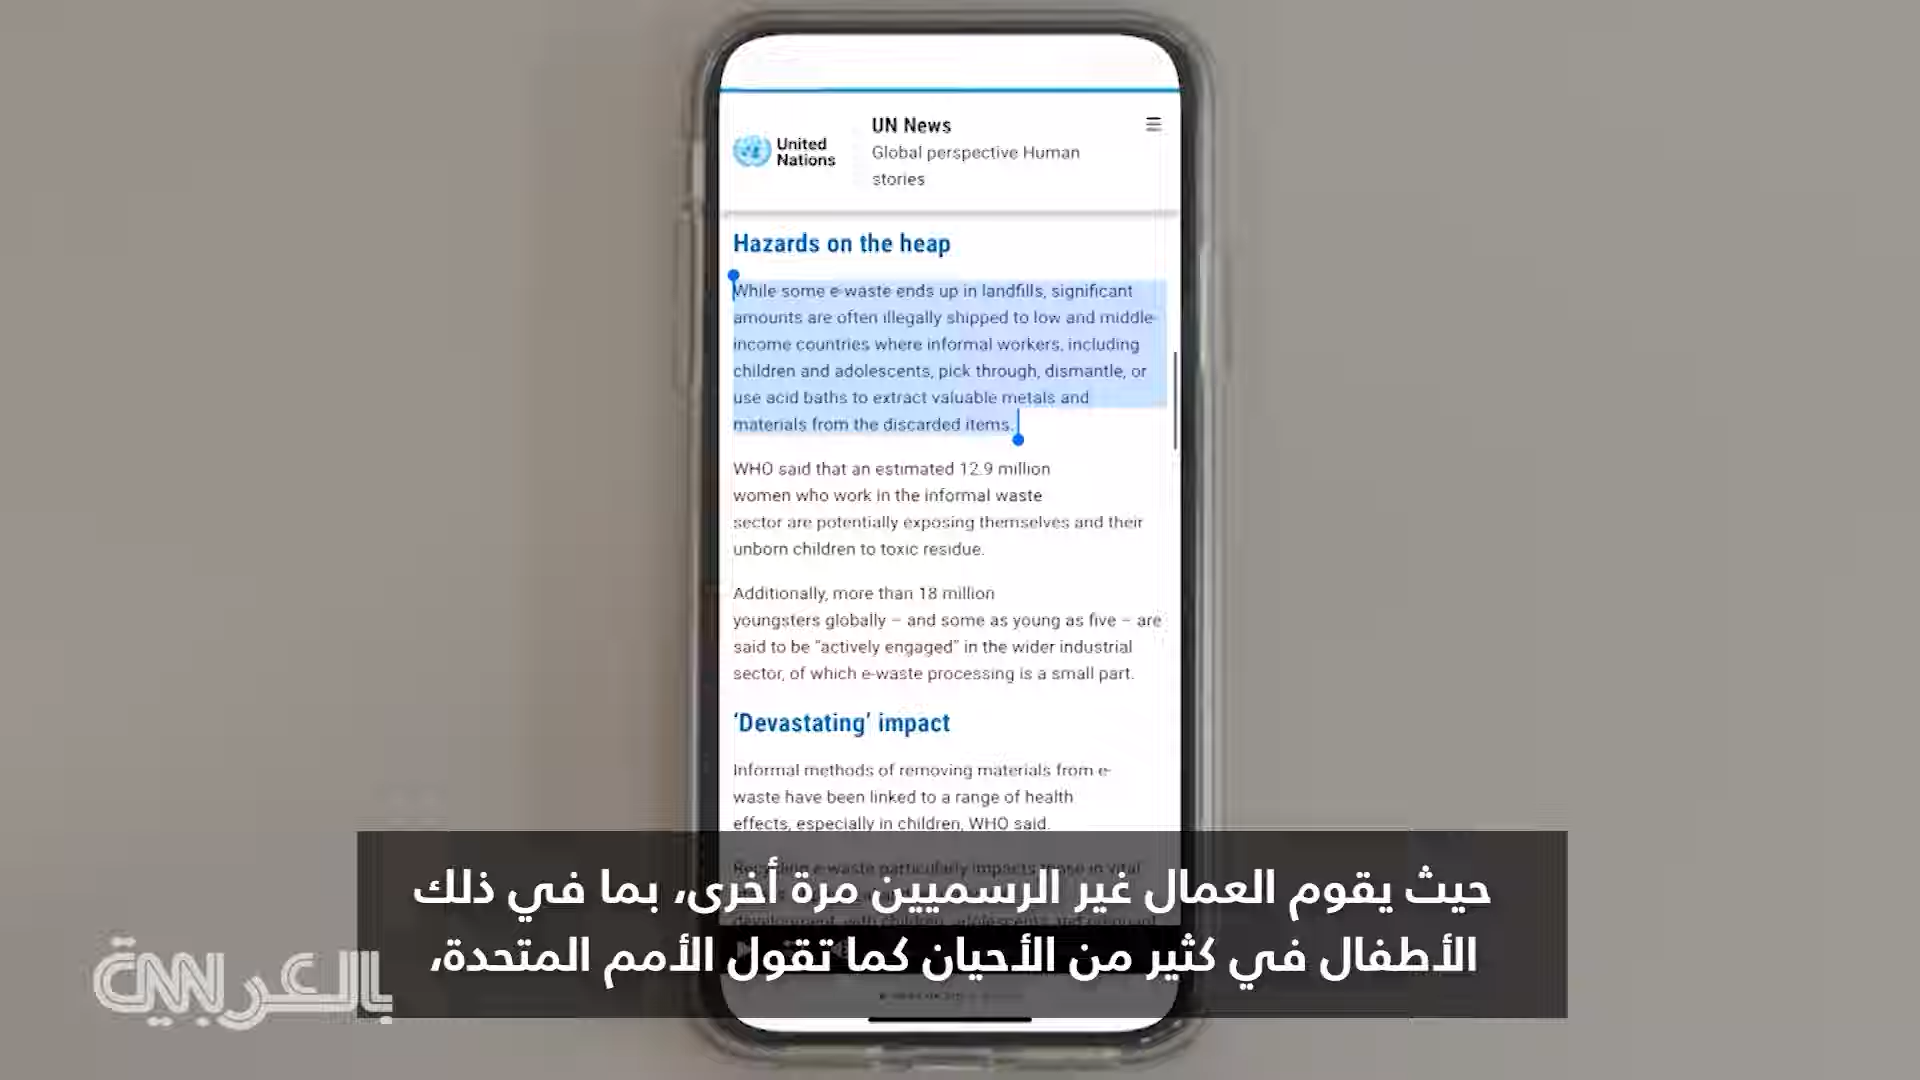 United
Nations
UN News
Global perspective Human
stories
Hazards on the heap
While some e-waste ends up in landfills, significant
amounts are often illegally shipped to low and middle-
income countries where informal workers, including
children and adolescents, pick through, dismantle, or
use acid baths to extract valuable metals and
materials from the discarded items.
WHO said that an estimated 12.9 million
women who work in the informal waste
sector are potentially exposing themselves and their
unborn children to toxic residue.
Additionally, more than 18 million
youngsters globally – and some as young as five – are
said to be “actively engaged” in the wider industrial
sector, of which e-waste processing is a small part.
‘Devastating’ impact
Informal methods of removing materials from e-
waste have been linked to a range of health
effects, especially in children, WHO said.
Recycling e-waste particularly impacts those in vital
حيث يقوم العمال غير الرسميين مرة أخرى، بما في ذلك
الأطفال في كثير من الأحيان كما تقول الأمم المتحدة،
CNN بالعربية